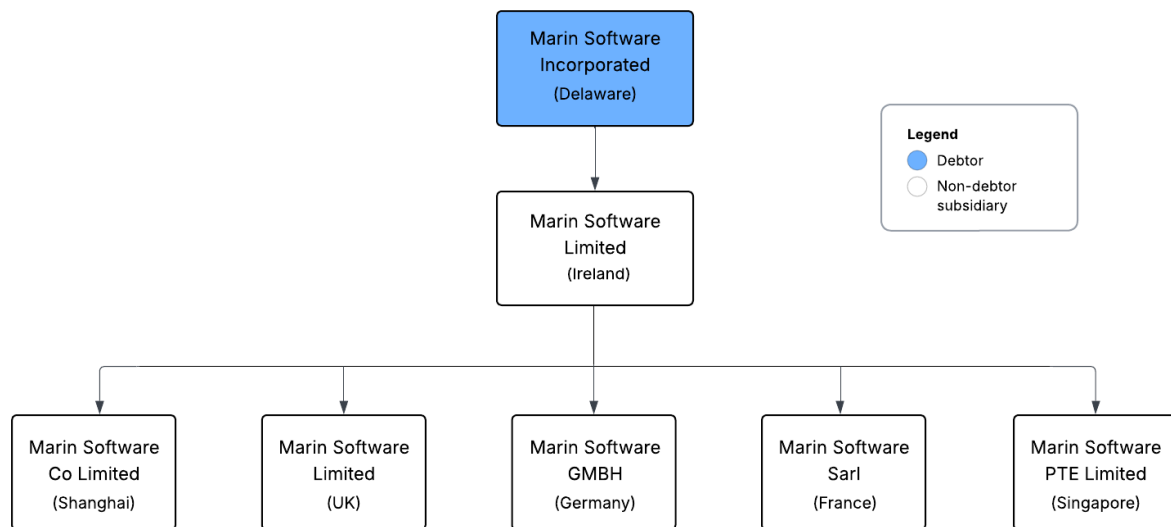 Marin Software
Incorporated
(Delaware)
Legend
Debtor
Non-debtor
subsidiary
Marin Software
Limited
(Ireland)
Marin Software
Co Limited
(Shanghai)
Marin Software
Limited
(UK)
Marin Software
GMBH
(Germany)
Marin Software
Sarl
(France)
Marin Software
PTE Limited
(Singapore)